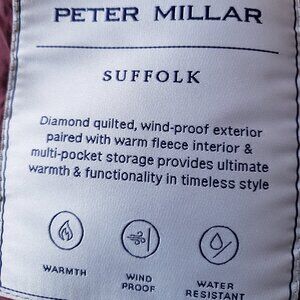 PETER MILLAR
SUFFOLK
Diamond quilted, wind-proof exterior
paired with warm fleece interior &
multi-pocket storage provides ultimate
warmth & functionality in timeless style
WARMTH
WIND
PROOF
WATER
RESISTANT